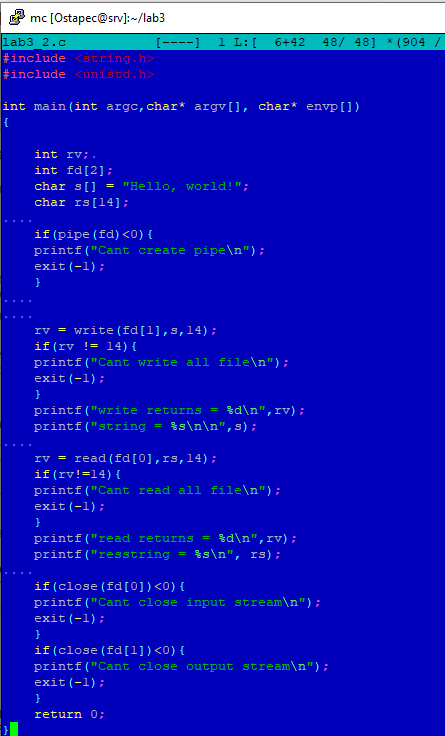 mc [Ostapec@srv]:~/lab3
lab3_2.c [----] 1 L:[ 6+42 48/ 48] *(904 /
#include <string.h>
#include <unistd.h>
int main(int argc,char* argv[], char* envp[])
{
int rv;.
int fd[2];
char s[] = "Hello, world!";
char rs[14];
....
if(pipe(fd)<0){
printf("Cant create pipe\n");
exit(-1);
}
....
....
rv = write(fd[1],s,14);
if(rv != 14){
printf("Cant write all file\n");
exit(-1);
}
printf("write returns = %d\n",rv);
printf("string = %s\n\n",s);
....
rv = read(fd[0],rs,14);
if(rv!=14){
printf("Cant read all file\n");
exit(-1);
}
printf("read returns = %d\n",rv);
printf("resstring = %s\n", rs);
....
if(close(fd[0])<0){
printf("Cant close input stream\n");
exit(-1);
}
if(close(fd[1])<0){
printf("Cant close output stream\n");
exit(-1);
}
return 0;
}